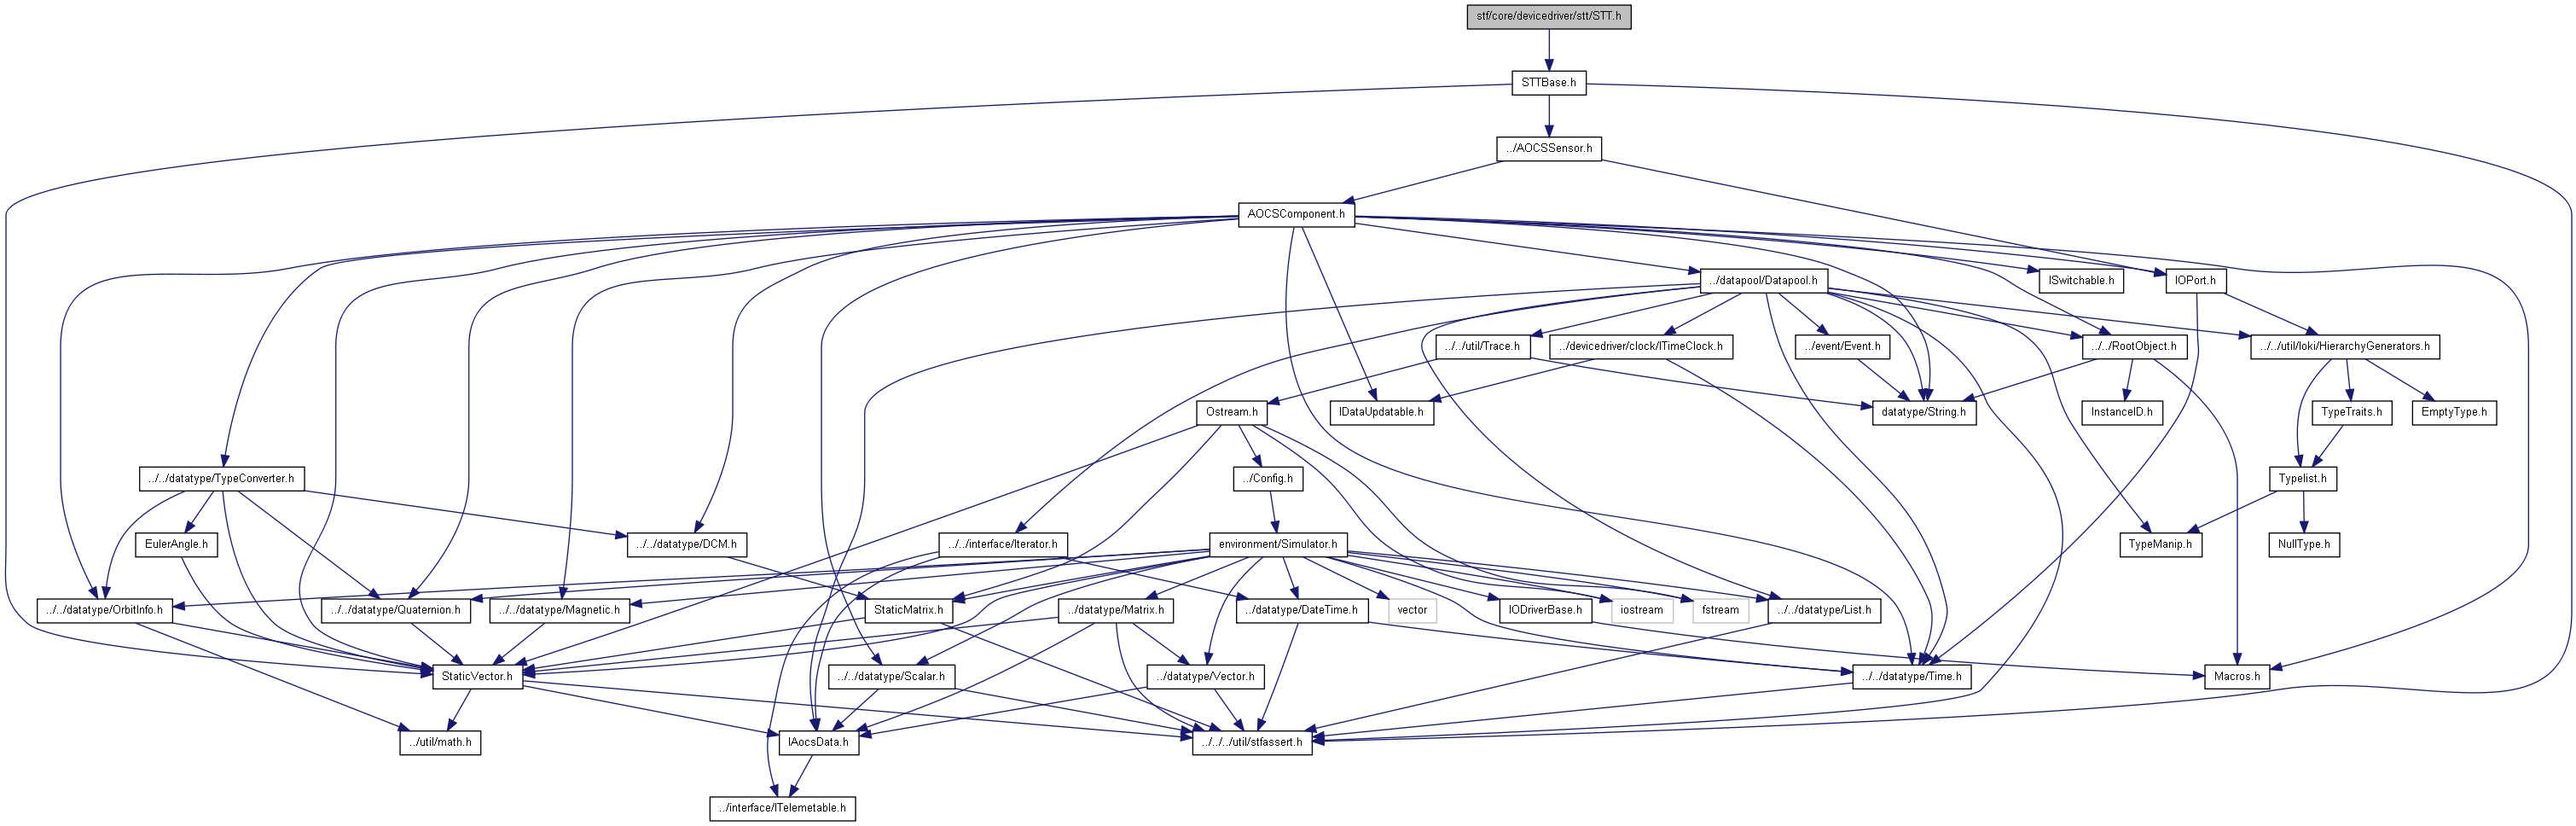 stf/core/devicedriver/stt/STT.h
STTBase.h
../AOCSSensor.h
AOCSComponent.h
../datapool/Datapool.h
ISwitchable.h
IOPort.h
../../util/Trace.h
../devicedriver/clock/ITimeClock.h
../event/Event.h
../../RootObject.h
../../util/loki/HierarchyGenerators.h
Ostream.h
IDataUpdatable.h
datatype/String.h
InstanceID.h
TypeTraits.h
EmptyType.h
../../datatype/TypeConverter.h
../Config.h
Typelist.h
EulerAngle.h
../../datatype/DCM.h
../../interface/Iterator.h
environment/Simulator.h
TypeManip.h
NullType.h
../../datatype/OrbitInfo.h
../../datatype/Quaternion.h
../../datatype/Magnetic.h
StaticMatrix.h
../datatype/Matrix.h
../datatype/DateTime.h
vector
IODriverBase.h
iostream
fstream
../../datatype/List.h
StaticVector.h
../../datatype/Scalar.h
../datatype/Vector.h
../../datatype/Time.h
Macros.h
../util/math.h
IAocsData.h
../../../util/stfassert.h
../interface/ITelemetable.h